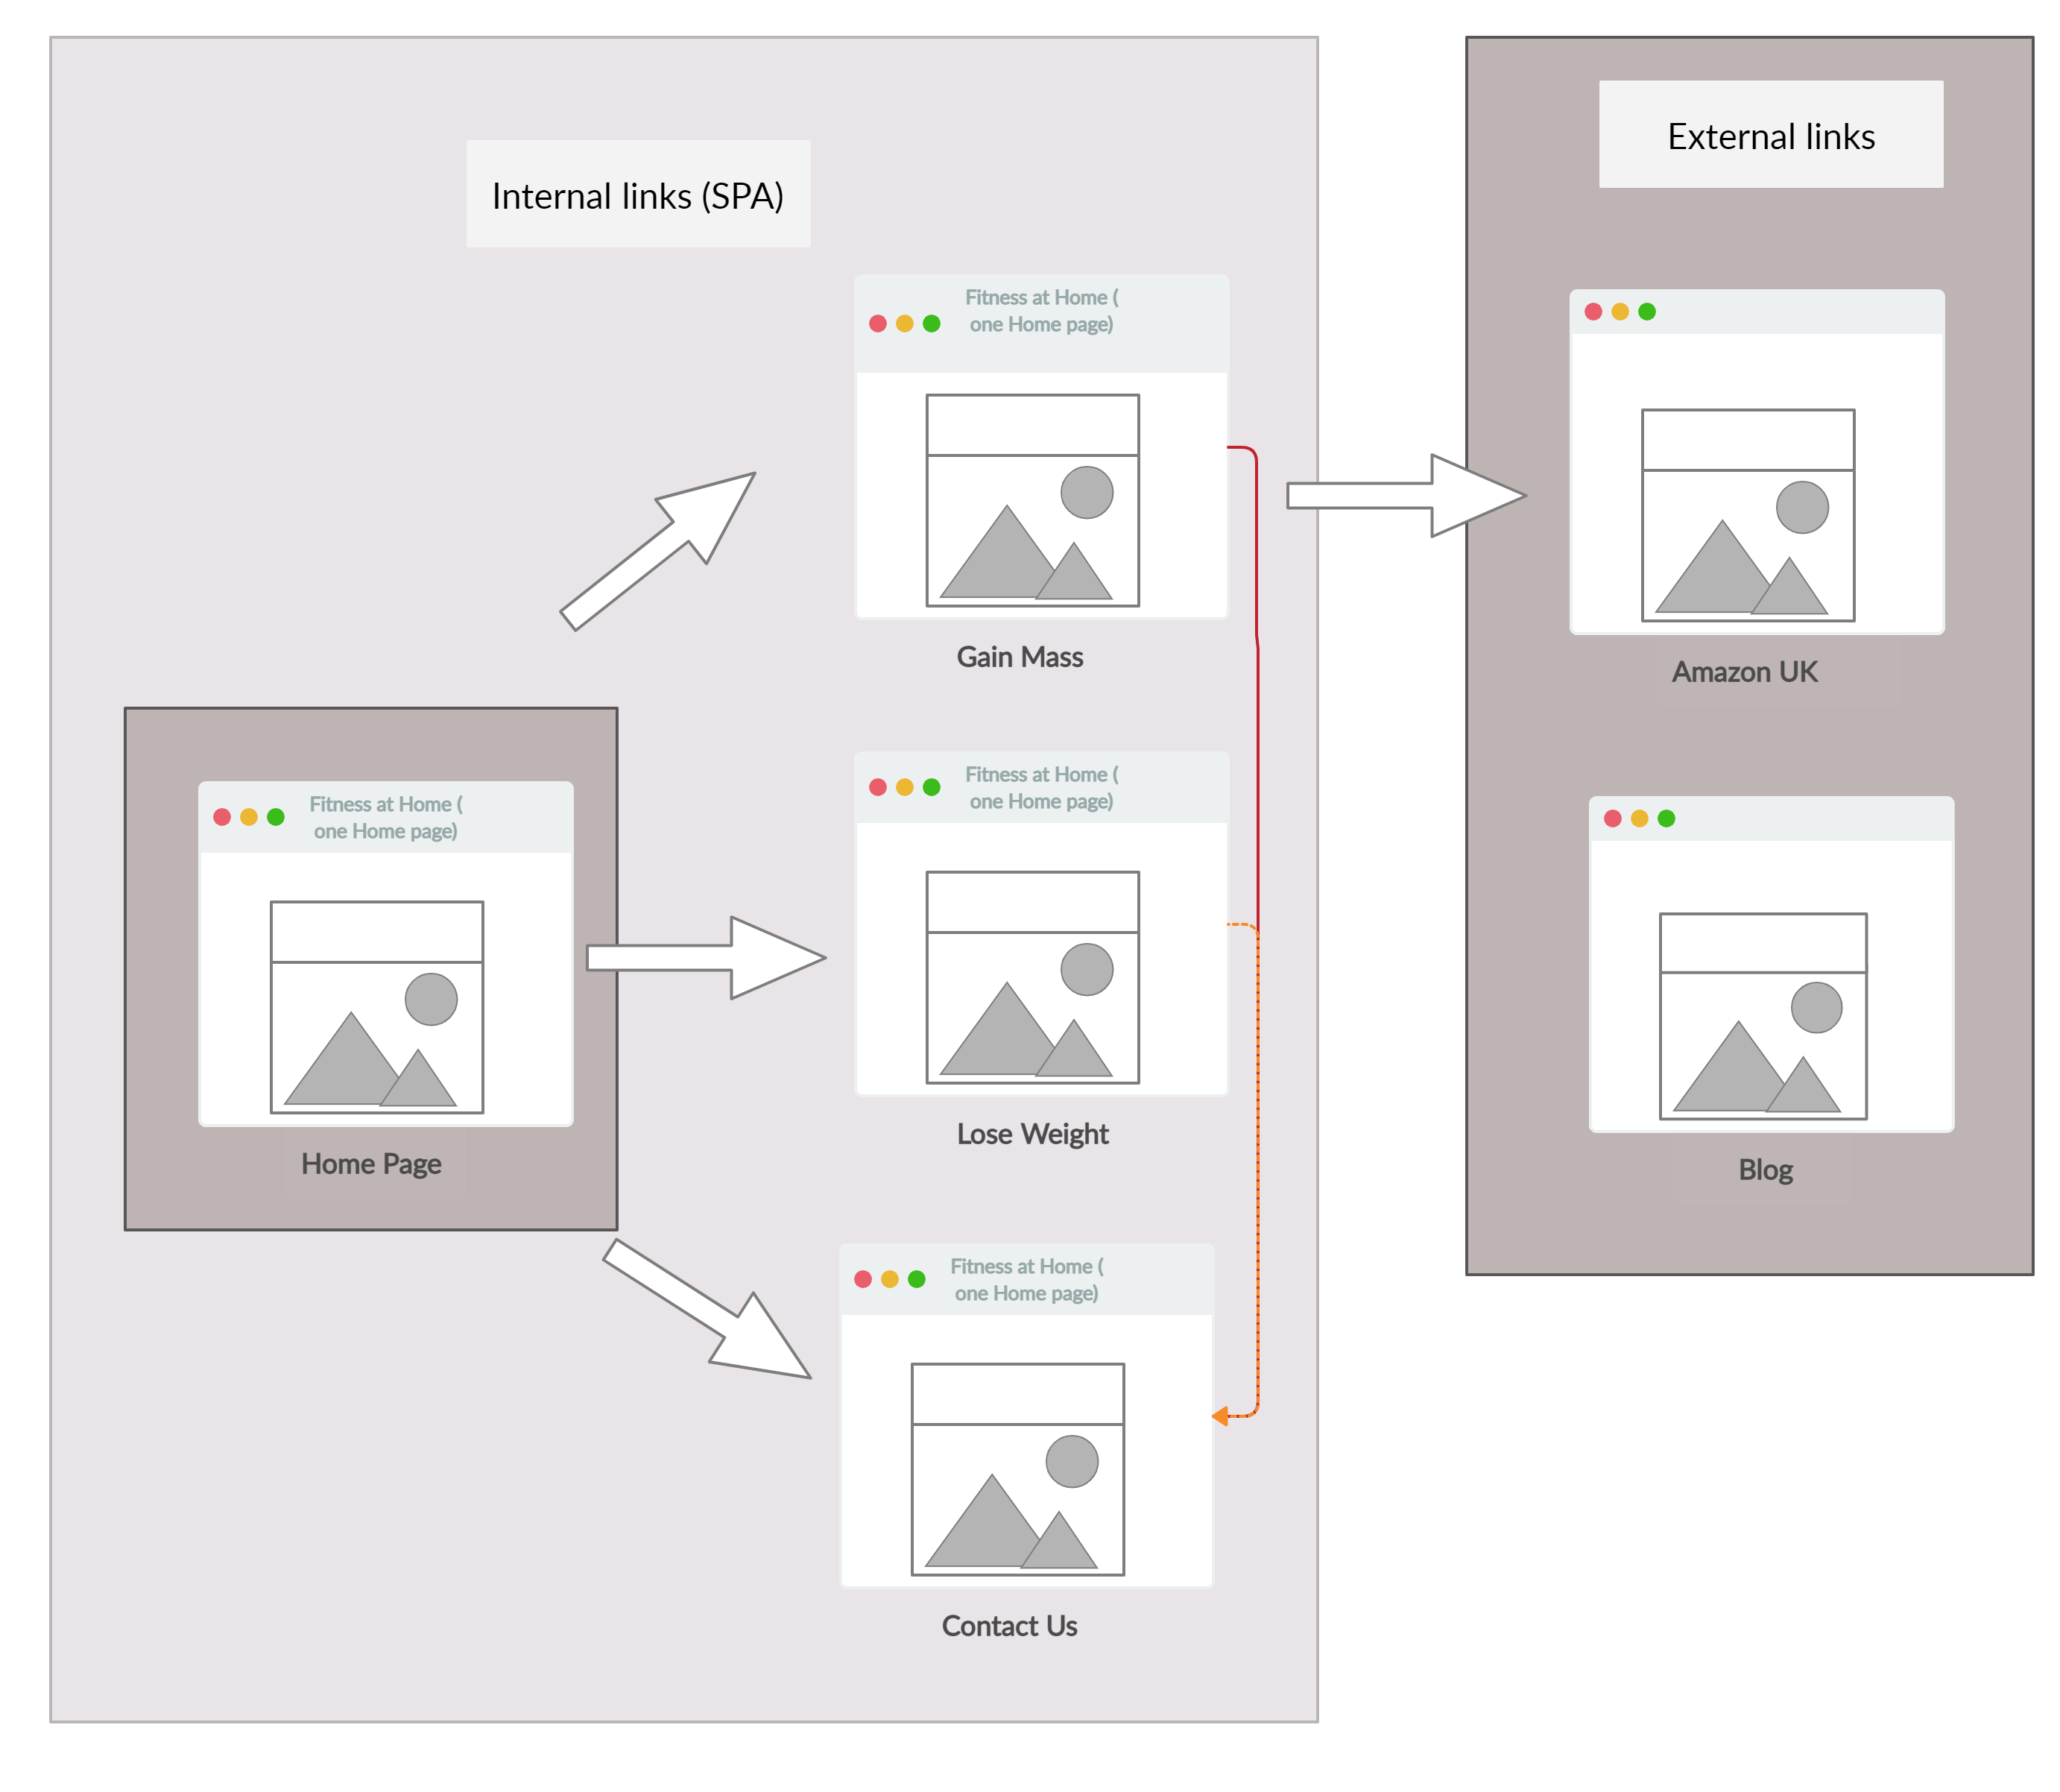 External links
Internal links (SPA)
Fitness at Home (
one Home page)
Gain Mass
Amazon UK
Fitness at Home (
one Home page)
Home Page
Fitness at Home (
one Home page)
Lose Weight
Blog
Fitness at Home (
one Home page)
Contact Us